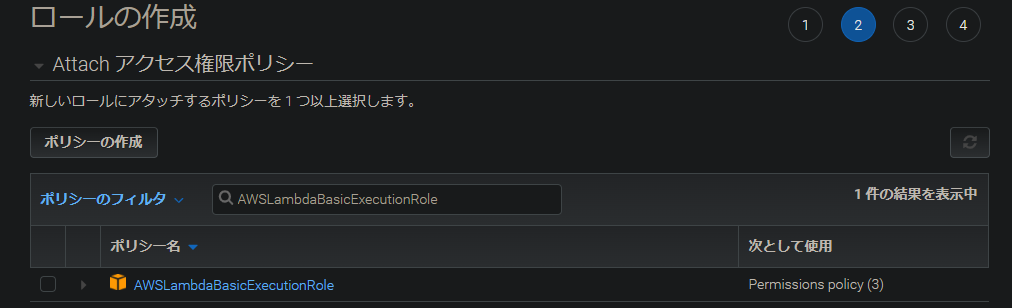 ロールの作成
1 2 3 4
Attach アクセス権限ポリシー
新しいロールにアタッチするポリシーを 1 つ以上選択します。
ポリシーの作成
ポリシーのフィルタ AWSLambdaBasicExecutionRole 1 件の結果を表示中
ポリシー名 次として使用
AWSLambdaBasicExecutionRole Permissions policy (3)